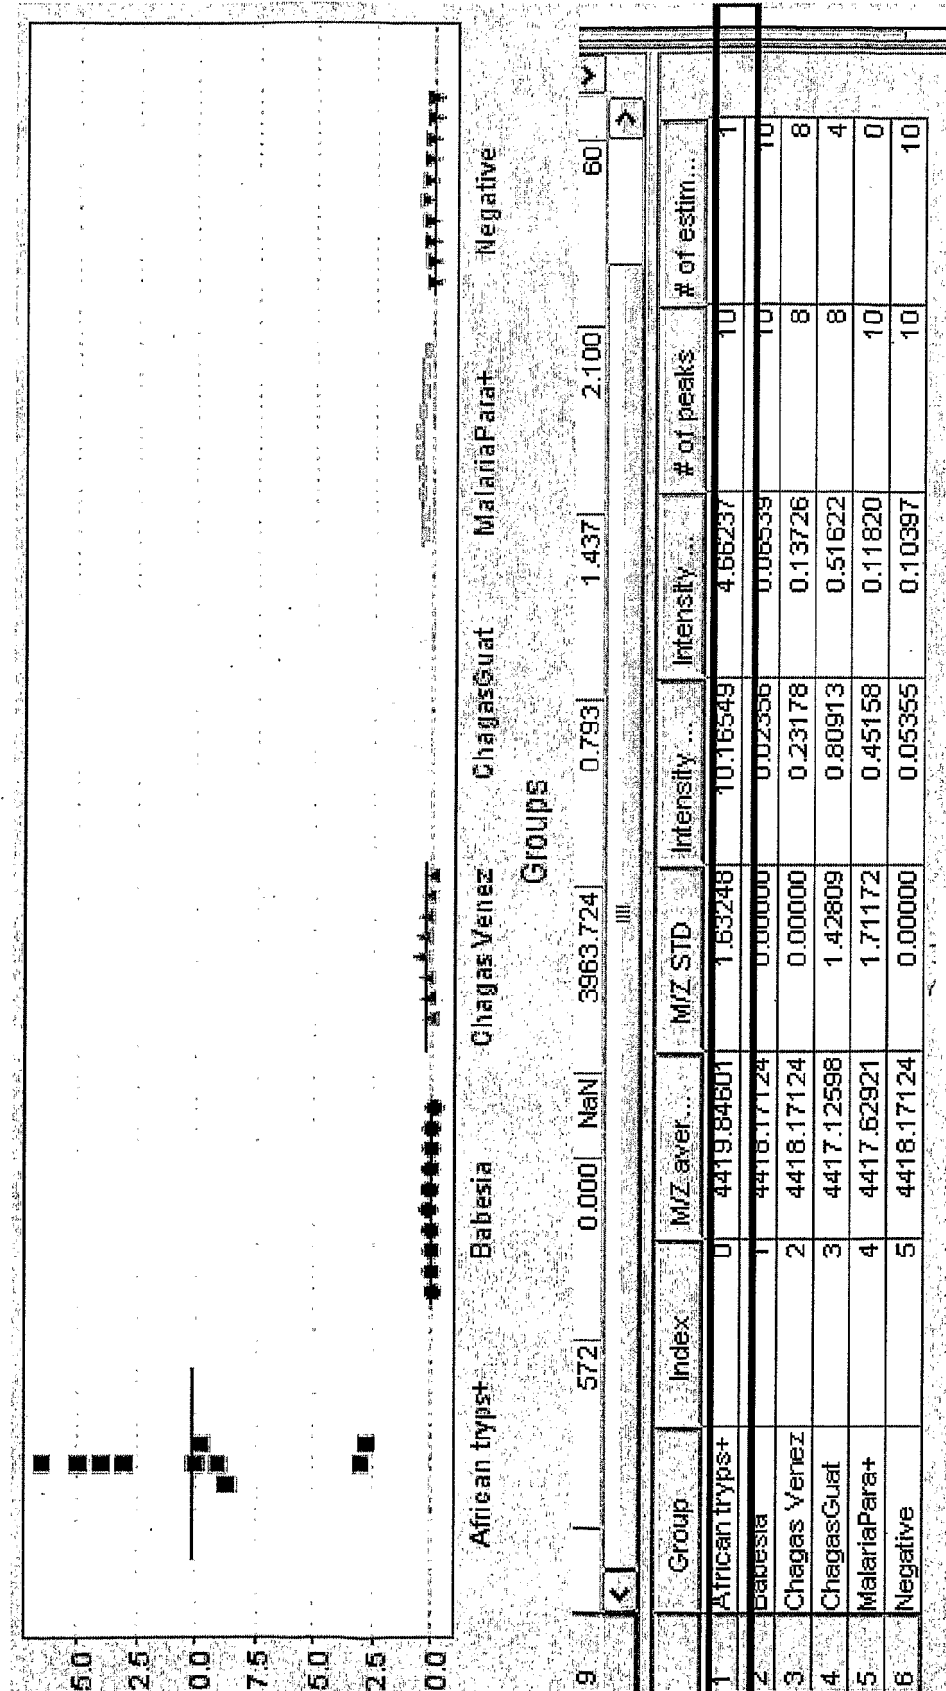 5.0
2.5
0.0
7.5
5.0
2.5
0.0
African tryps+ Babesia Chagas Venez ChagasGuat MalariaPara+ Negative
Groups
9 572 0.000 NaN 3963.724 0.793 1.437 2.100 60
Group Index M/Z aver... M/Z STD Intensity ... Intensity ... # of peaks # of estim...
1 African tryps+ 0 4419.84601 1.63248 10.16549 4.66237 10 1
2 Babesia 1 4418.17124 0.00000 0.02356 0.06539 10 10
3 Chagas Venez 2 4418.17124 0.00000 0.23178 0.13726 8 8
4 ChagasGuat 3 4417.12598 1.42809 0.80913 0.51622 8 4
5 MalariaPara+ 4 4417.62921 1.71172 0.45158 0.11820 10 0
6 Negative 5 4418.17124 0.00000 0.05355 0.10397 10 10